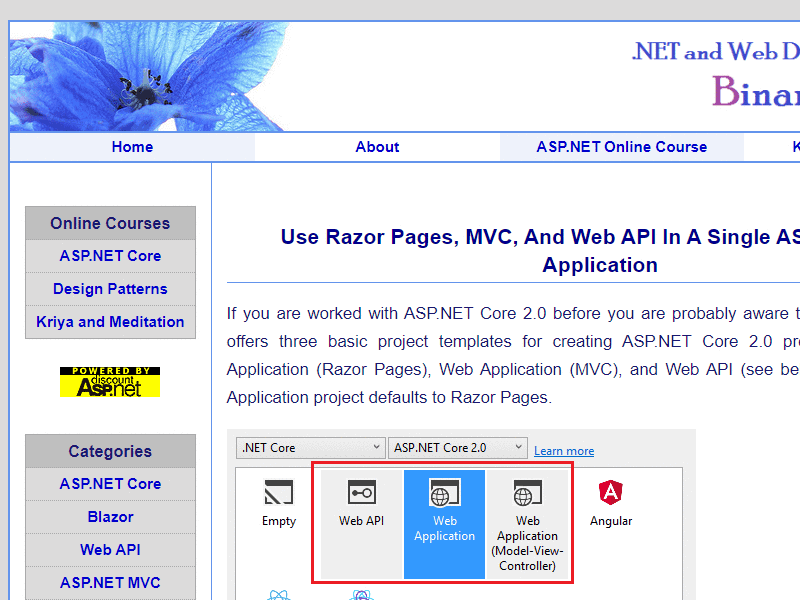 .NET and Web D
Binar
Home
About
ASP.NET Online Course
K
Online Courses
ASP.NET Core
Design Patterns
Kriya and Meditation
POWERED BY
discount
ASP.net
Categories
ASP.NET Core
Blazor
Web API
ASP.NET MVC
Use Razor Pages, MVC, And Web API In A Single AS
Application
If you are worked with ASP.NET Core 2.0 before you are probably aware t
offers three basic project templates for creating ASP.NET Core 2.0 pro
Application (Razor Pages), Web Application (MVC), and Web API (see be
Application project defaults to Razor Pages.
.NET Core
ASP.NET Core 2.0
Learn more
Empty
Web API
Web
Application
Web
Application
(Model-View-
Controller)
A
Angular